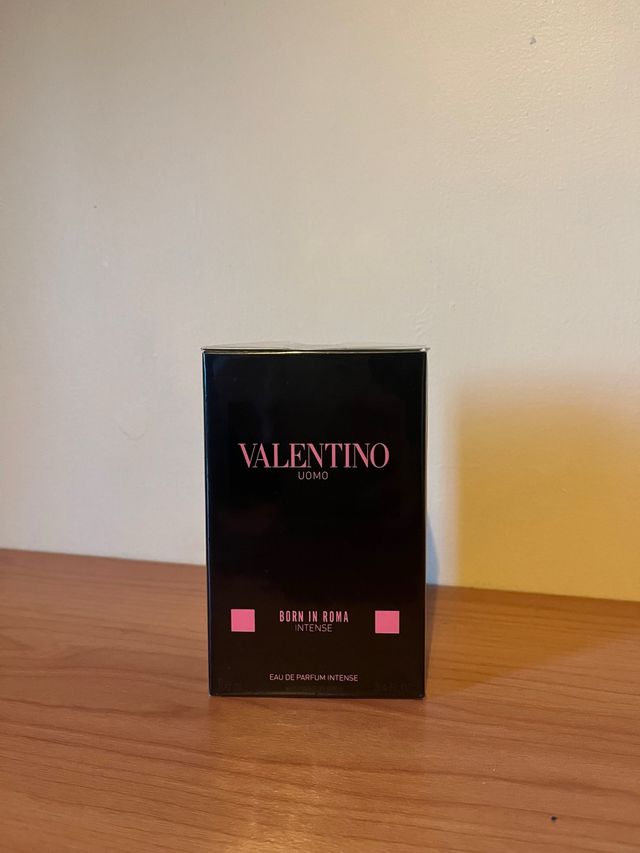 VALENTINO
UOMO
BORN IN ROMA
INTENSE
EAU DE PARFUM INTENSE